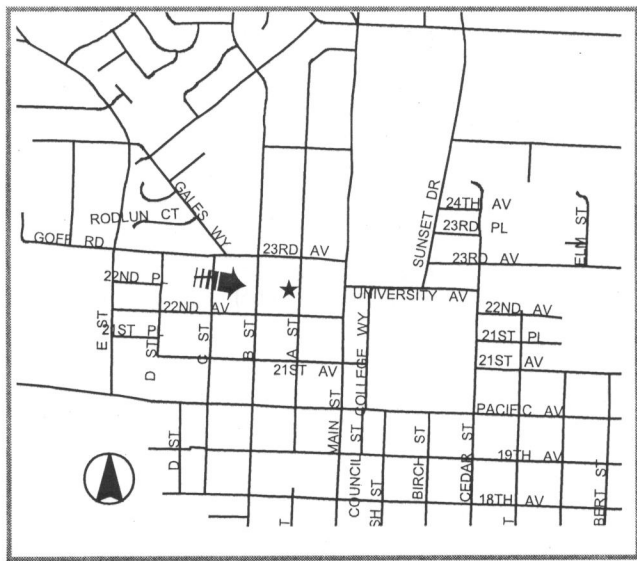 24TH AV
GALES WY
SUNSET DR
ELM ST
RODLUN CT
23RD PL
GOFF RD
23RD AV
23RD AV
22ND P
UNIVERSITY AV
22ND AV
22ND AV
21ST P
21ST PL
E ST
D ST
C ST
B ST
A ST
21ST AV
21ST AV
MAIN ST
COLLEGE WY
PACIFIC AV
D ST
COUNCIL ST
SH ST
BIRCH ST
CEDAR ST
19TH AV
18TH AV
BERT ST
T
T